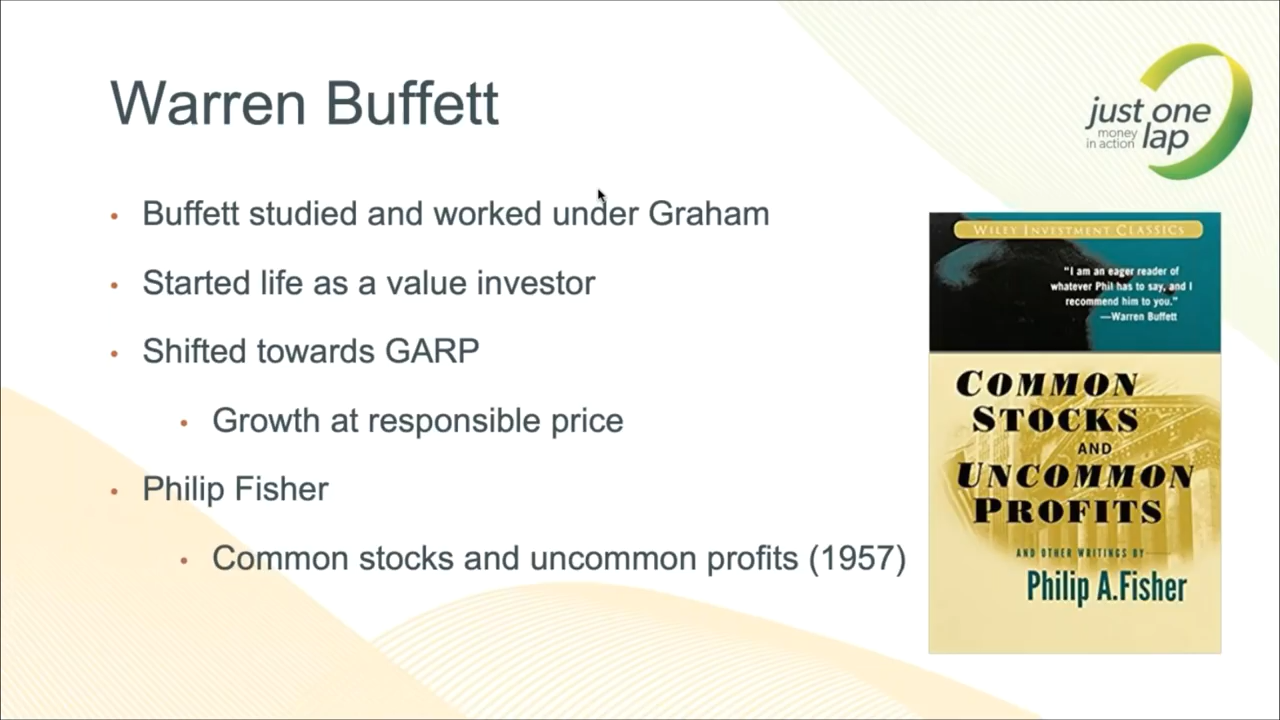 Warren Buffett
just one
money
in action lap
• Buffett studied and worked under Graham
• Started life as a value investor
• Shifted towards GARP
• Growth at responsible price
• Philip Fisher
• Common stocks and uncommon profits (1957)
WILEY INVESTMENT CLASSICS
"I am an eager reader of
whatever Phil has to say, and I
recommend him to you."
—Warren Buffett
COMMON
STOCKS
AND
UNCOMMON
PROFITS
AND OTHER WRITINGS BY
Philip A.Fisher